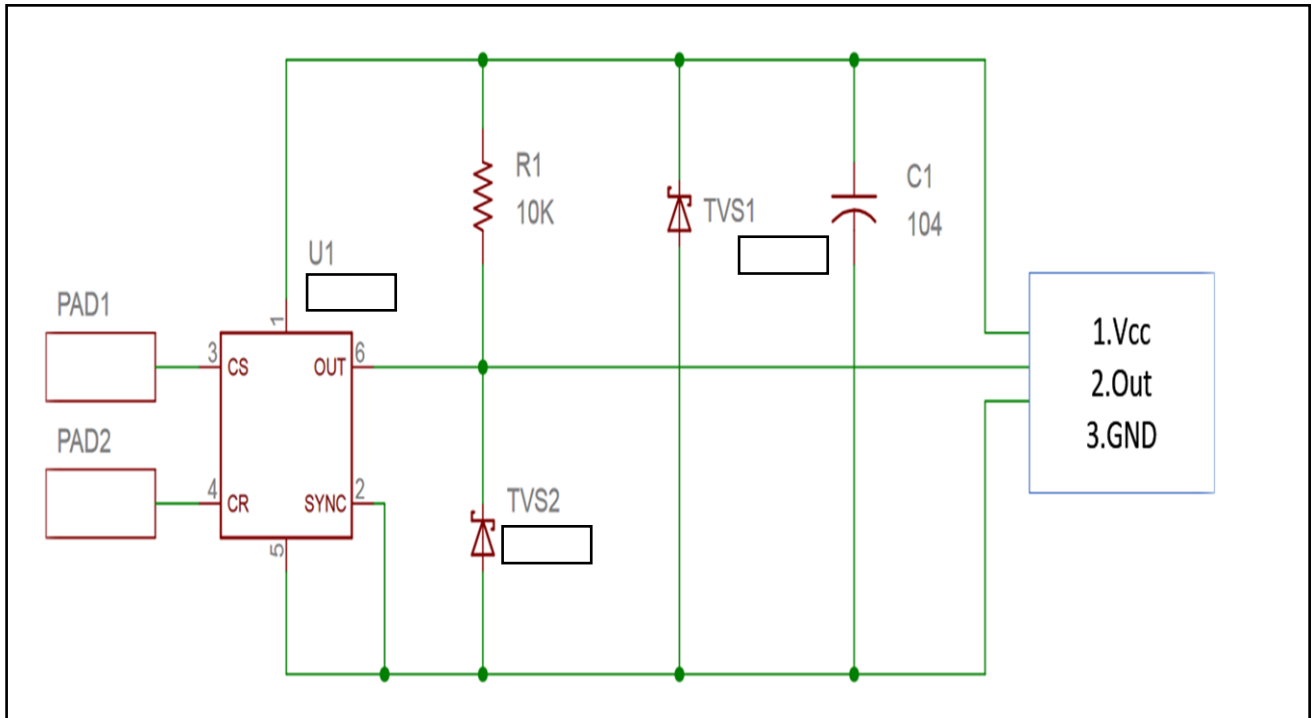 R1
10K
TVS1
C1
104
U1
PAD1
1
3
CS
OUT
6
PAD2
4
CR
SYNC
2
5
TVS2
1.Vcc
2.Out
3.GND